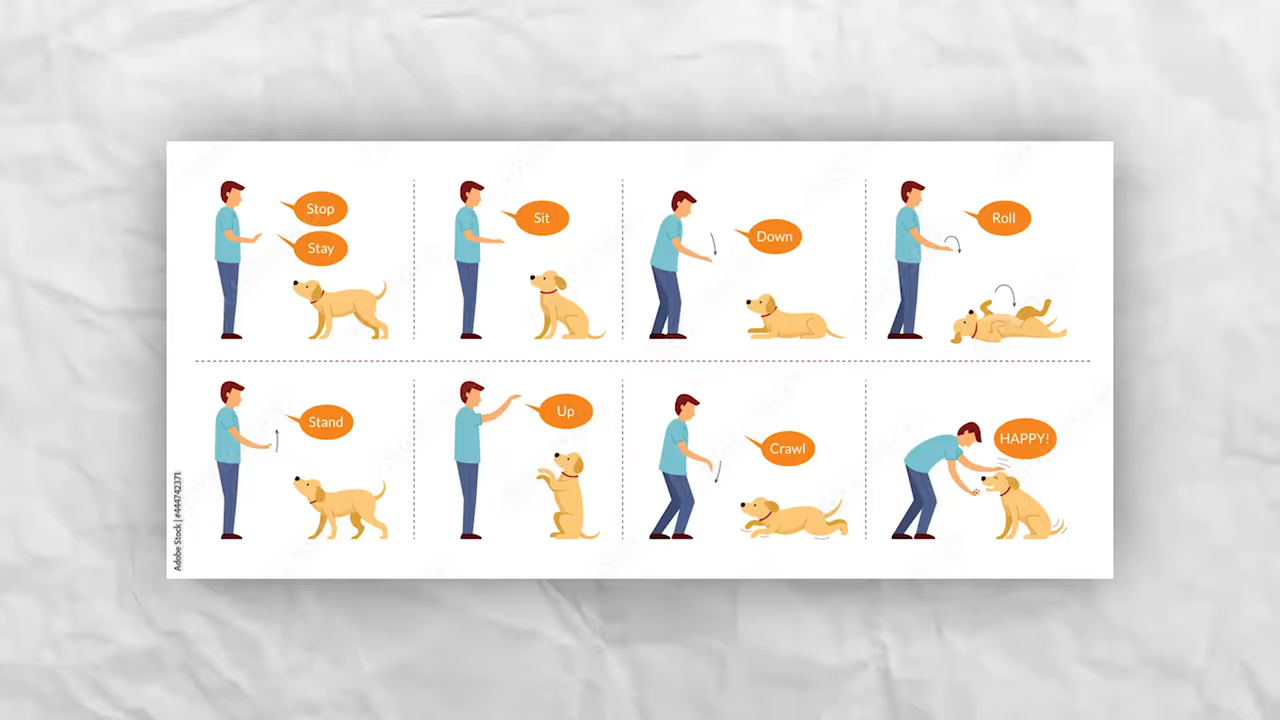 Stop
Stay
Sit
Down
Roll
Stand
Up
Crawl
HAPPY!
Adobe Stock | #444742371